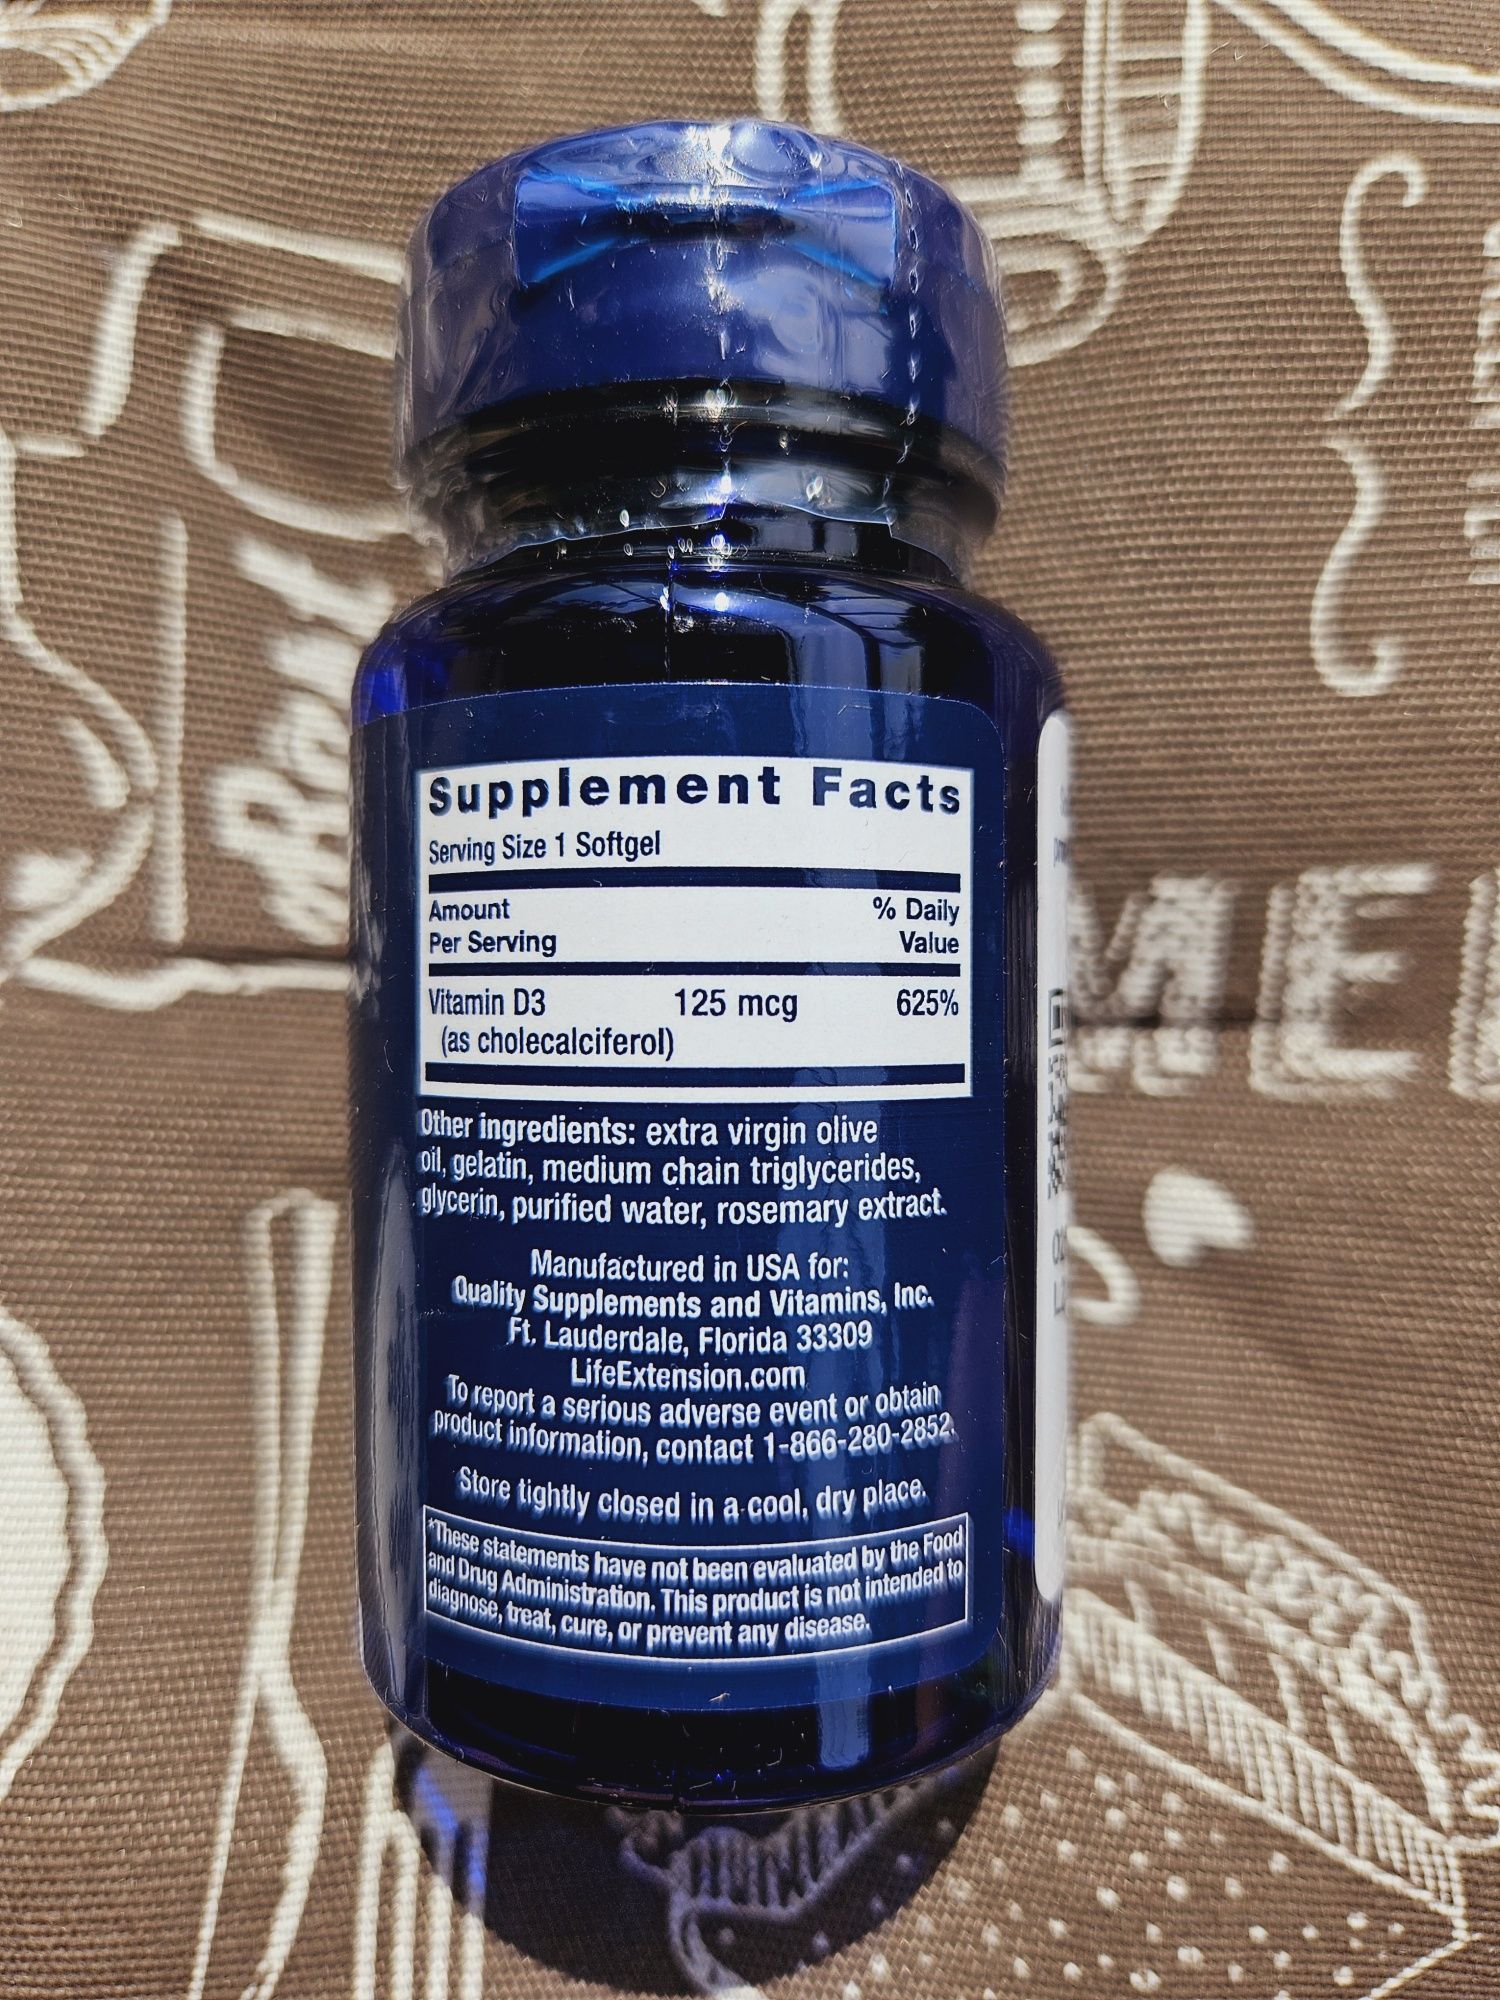 Supplement Facts
Serving Size 1 Softgel
Amount % Daily
Per Serving Value
Vitamin D3 125 mcg 625%
(as cholecalciferol)
Other ingredients: extra virgin olive
oil, gelatin, medium chain triglycerides,
glycerin, purified water, rosemary extract.
Manufactured in USA for:
Quality Supplements and Vitamins, Inc.
Ft. Lauderdale, Florida 33309
LifeExtension.com
To report a serious adverse event or obtain
product information, contact 1-866-280-2852.
Store tightly closed in a cool, dry place.
*These statements have not been evaluated by the Food
and Drug Administration. This product is not intended to
diagnose, treat, cure, or prevent any disease.